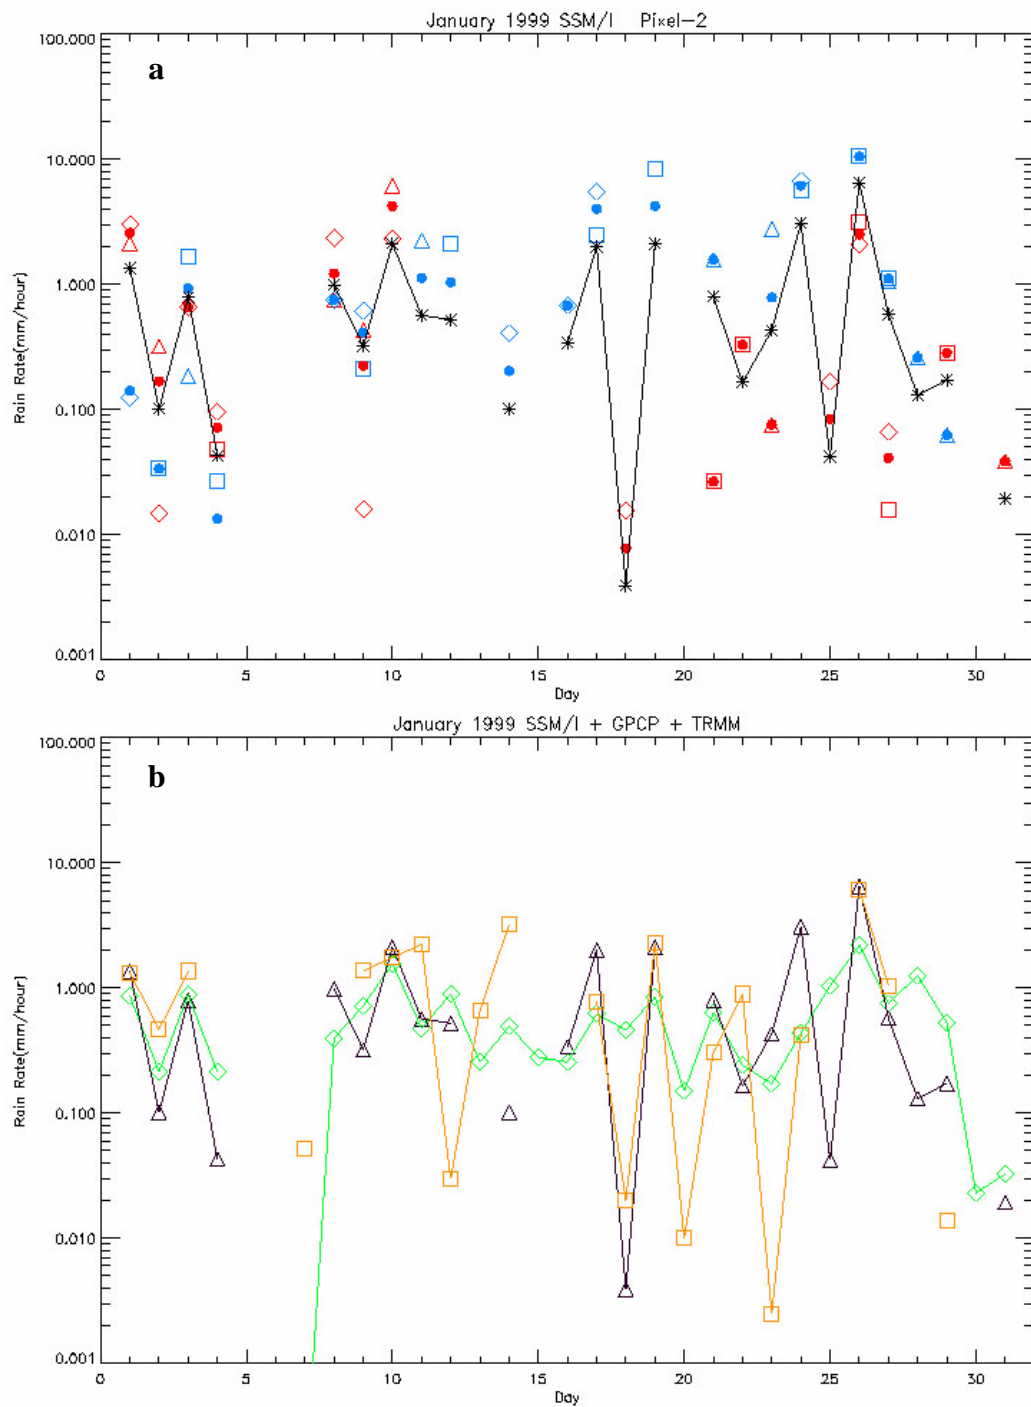 January 1999 SSM/I Pixel-2
a
100.000
10.000
1.000
0.100
0.010
0.001
Rain Rate(mm/hour)
0 5 10 15 20 25 30
Day
January 1999 SSM/I + GPCP + TRMM
b
100.000
10.000
1.000
0.100
0.010
0.001
Rain Rate(mm/hour)
0 5 10 15 20 25 30
Day